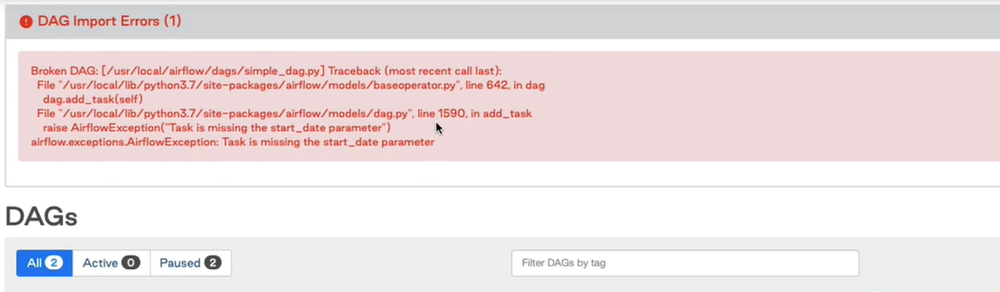 DAG Import Errors (1)
Broken DAG: [/usr/local/airflow/dags/simple_dag.py] Traceback (most recent call last):
File "/usr/local/lib/python3.7/site-packages/airflow/models/baseoperator.py", line 642, in dag
dag.add_task(self)
File "/usr/local/lib/python3.7/site-packages/airflow/models/dag.py", line 1590, in add_task
raise AirflowException("Task is missing the start_date parameter")
airflow.exceptions.AirflowException: Task is missing the start_date parameter
DAGs
All 2 Active 0 Paused 2 Filter DAGs by tag